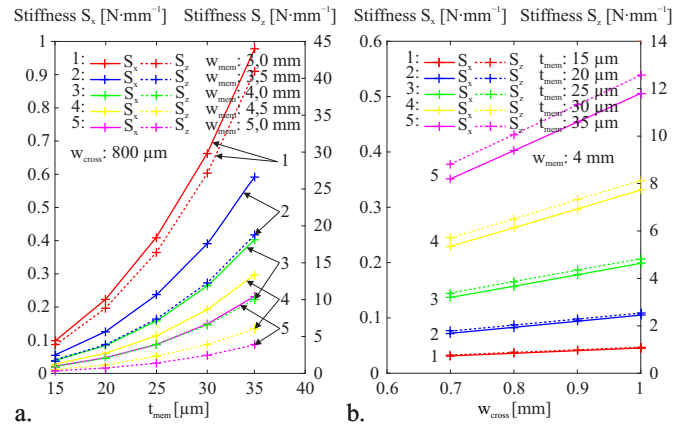 Stiffness Sx [N·mm⁻¹] Stiffness Sz [N·mm⁻¹]
1 45
0.9 40
0.8 35
0.7 30
0.6 25
0.5 20
0.4 15
0.3 10
0.2 5
0.1 0
0
1: Sx Sz wmem: 3,0 mm
2: Sx Sz wmem: 3,5 mm
3: Sx Sz wmem: 4,0 mm
4: Sx Sz wmem: 4,5 mm
5: Sx Sz wmem: 5,0 mm
wcross: 800 µm
1
2
3
4
5
15 20 25 30 35 40
a. tmem [µm]
Stiffness Sx [N·mm⁻¹] Stiffness Sz [N·mm⁻¹]
0.6 14
0.5 12
0.4 10
0.3 8
0.2 6
0.1 4
0 2
0
1: Sx Sz tmem: 15 µm
2: Sx Sz tmem: 20 µm
3: Sx Sz tmem: 25 µm
4: Sx Sz tmem: 30 µm
5: Sx Sz tmem: 35 µm
wmem: 4 mm
5
4
3
2
1
0.6 0.7 0.8 0.9 1
b. wcross [mm]